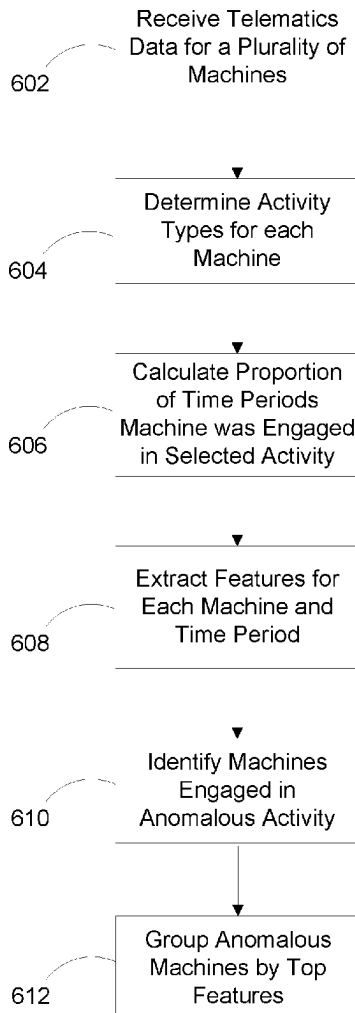 Receive Telematics
Data for a Plurality of
Machines
602
Determine Activity
Types for each
Machine
604
Calculate Proportion
of Time Periods
Machine was Engaged
in Selected Activity
606
Extract Features for
Each Machine and
Time Period
608
Identify Machines
Engaged in
Anomalous Activity
610
Group Anomalous
Machines by Top
Features
612